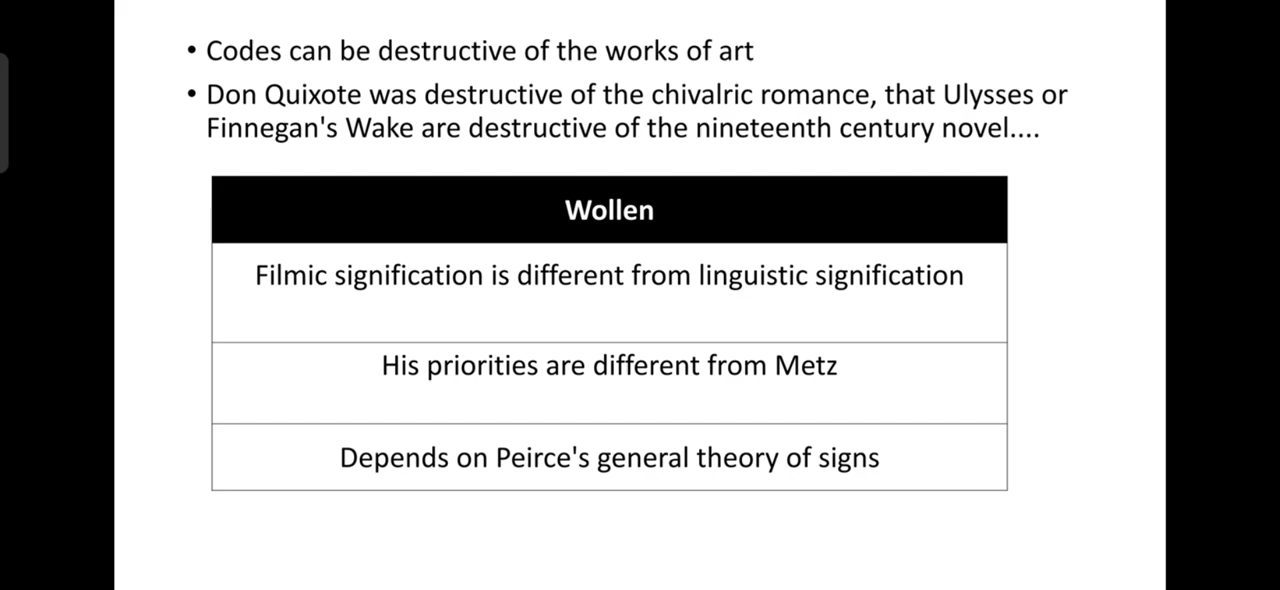 • Codes can be destructive of the works of art
• Don Quixote was destructive of the chivalric romance, that Ulysses or
Finnegan's Wake are destructive of the nineteenth century novel....
Wollen
Filmic signification is different from linguistic signification
His priorities are different from Metz
Depends on Peirce's general theory of signs